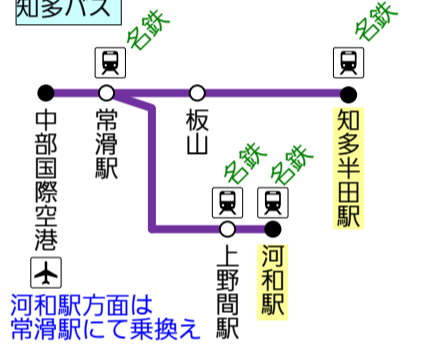 知多バス
名鉄
名鉄
中部国際空港
常滑駅
板山
知多半田駅
名鉄
名鉄
上野間駅
河和駅
河和駅方面は
常滑駅にて乗換え